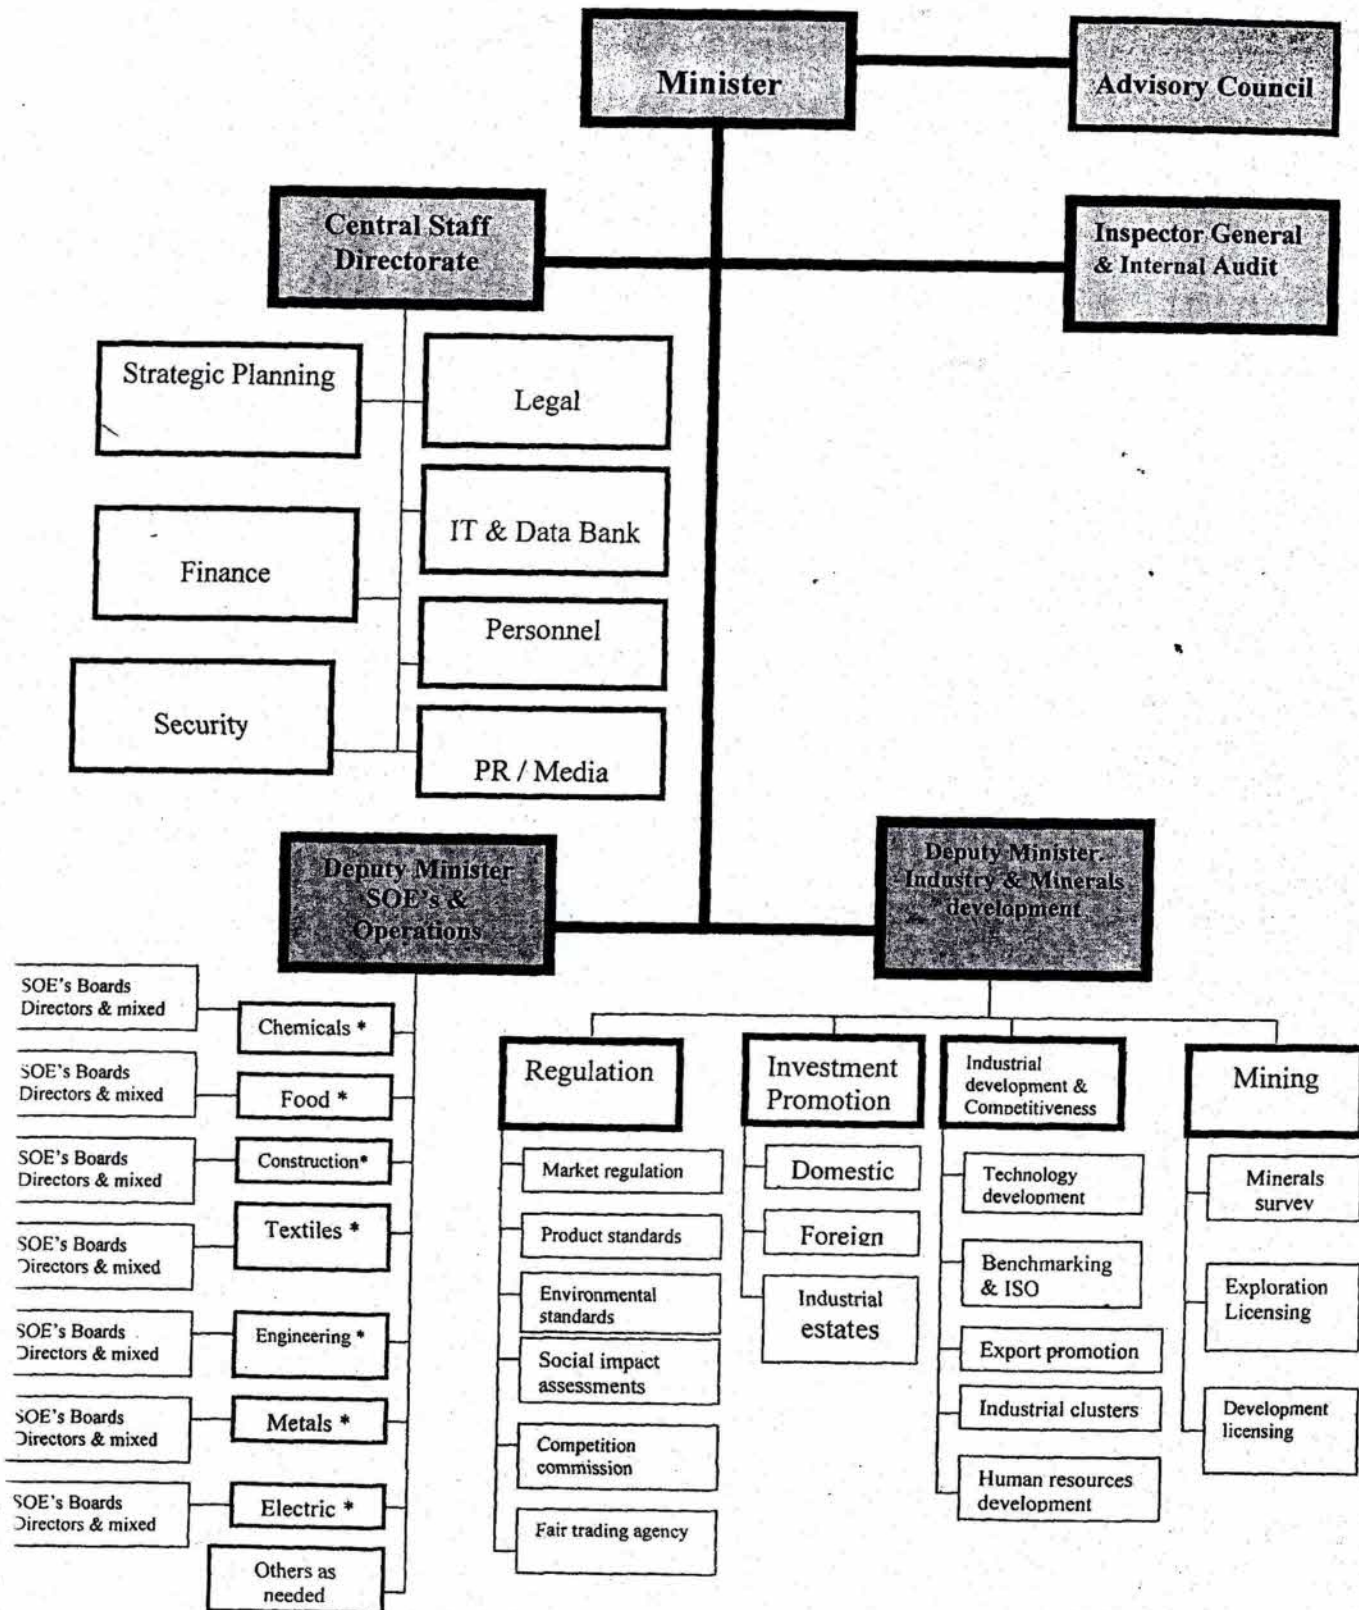 Minister
Advisory Council
Central Staff
Directorate
Inspector General
& Internal Audit
Strategic Planning
Legal
IT & Data Bank
Finance
Personnel
Security
PR / Media
Deputy Minister
SOE's &
Operations
Deputy Minister.
Industry & Minerals
development
SOE's Boards
Directors & mixed
Chemicals *
SOE's Boards
Directors & mixed
Food *
SOE's Boards
Directors & mixed
Construction*
SOE's Boards
Directors & mixed
Textiles *
SOE's Boards
Directors & mixed
Engineering *
SOE's Boards
Directors & mixed
Metals *
SOE's Boards
Directors & mixed
Electric *
Others as
needed
Regulation
Market regulation
Product standards
Environmental
standards
Social impact
assessments
Competition
commission
Fair trading agency
Investment
Promotion
Domestic
Foreign
Industrial
estates
Industrial
development &
Competitiveness
Technology
development
Benchmarking
& ISO
Export promotion
Industrial clusters
Human resources
development
Mining
Minerals
survey
Exploration
Licensing
Development
licensing